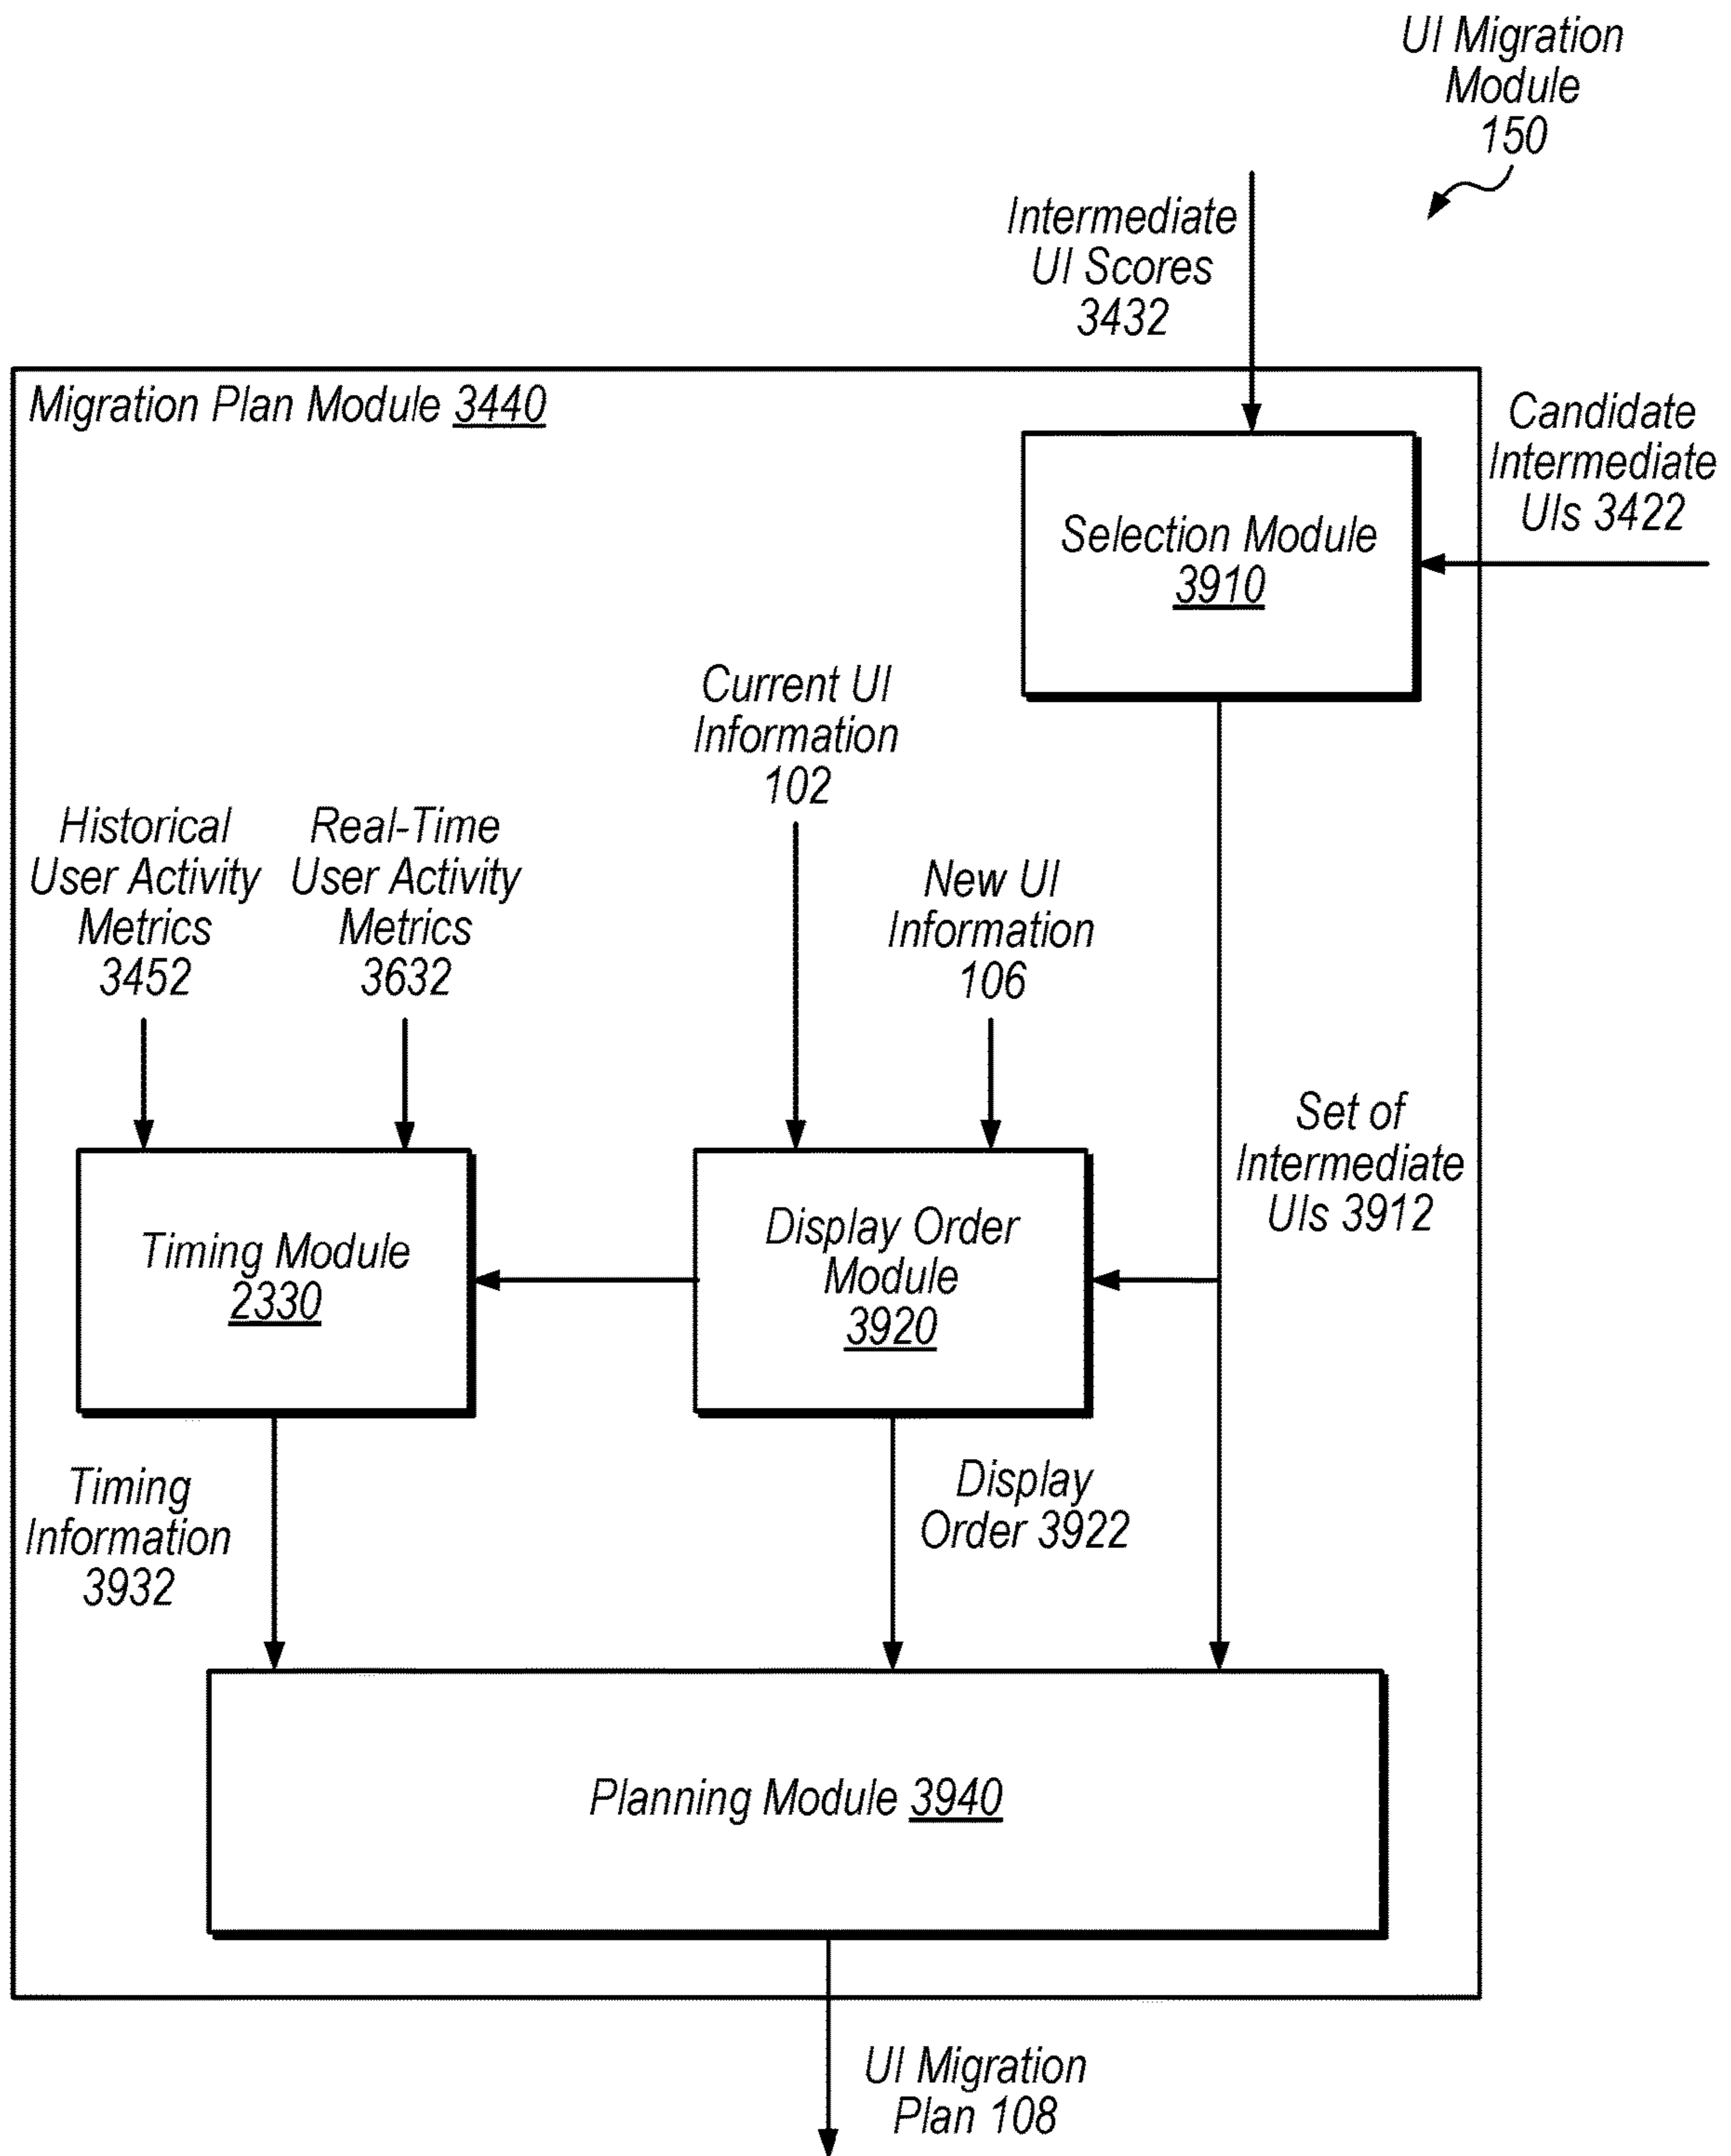 UI Migration
Module
150
Intermediate
UI Scores
3432
Migration Plan Module 3440
Candidate
Intermediate
UIs 3422
Selection Module
3910
Current UI
Information
102
Historical
User Activity
Metrics
3452
Real-Time
User Activity
Metrics
3632
New UI
Information
106
Set of
Intermediate
UIs 3912
Timing Module
2330
Display Order
Module
3920
Timing
Information
3932
Display
Order 3922
Planning Module 3940
UI Migration
Plan 108